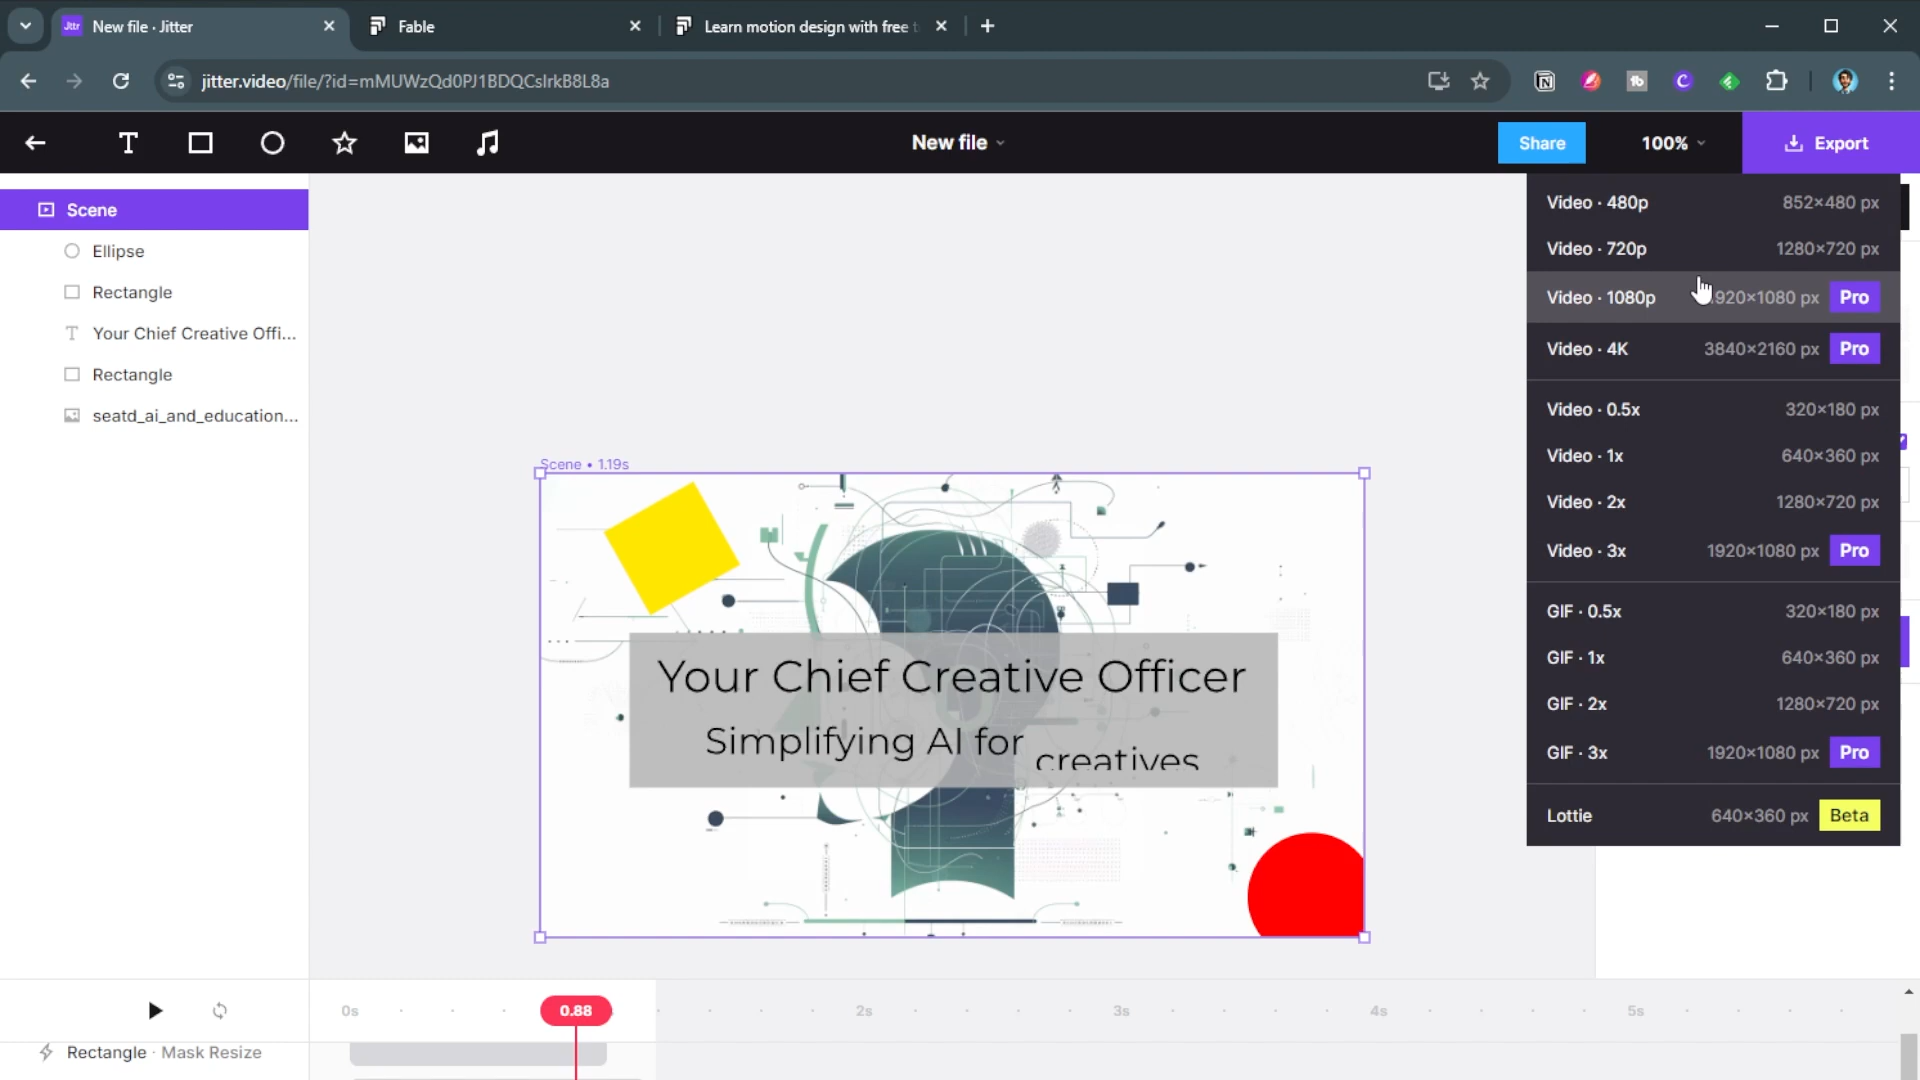 New file · Jitter
Fable
Learn motion design with free
jitter.video/file/?id=mMUWzQd0PJ1BDQCsIrkB8L8a
New file
Share
100%
Export
Scene
Ellipse
Rectangle
Your Chief Creative Offi...
Rectangle
seatd_ai_and_education...
Scene • 1.19s
Your Chief Creative Officer
Simplifying AI for creatives
Video · 480p 852×480 px
Video · 720p 1280×720 px
Video · 1080p 1920×1080 px Pro
Video · 4K 3840×2160 px Pro
Video · 0.5x 320×180 px
Video · 1x 640×360 px
Video · 2x 1280×720 px
Video · 3x 1920×1080 px Pro
GIF · 0.5x 320×180 px
GIF · 1x 640×360 px
GIF · 2x 1280×720 px
GIF · 3x 1920×1080 px Pro
Lottie 640×360 px Beta
0s 0.88 2s 3s 4s 5s
Rectangle · Mask Resize